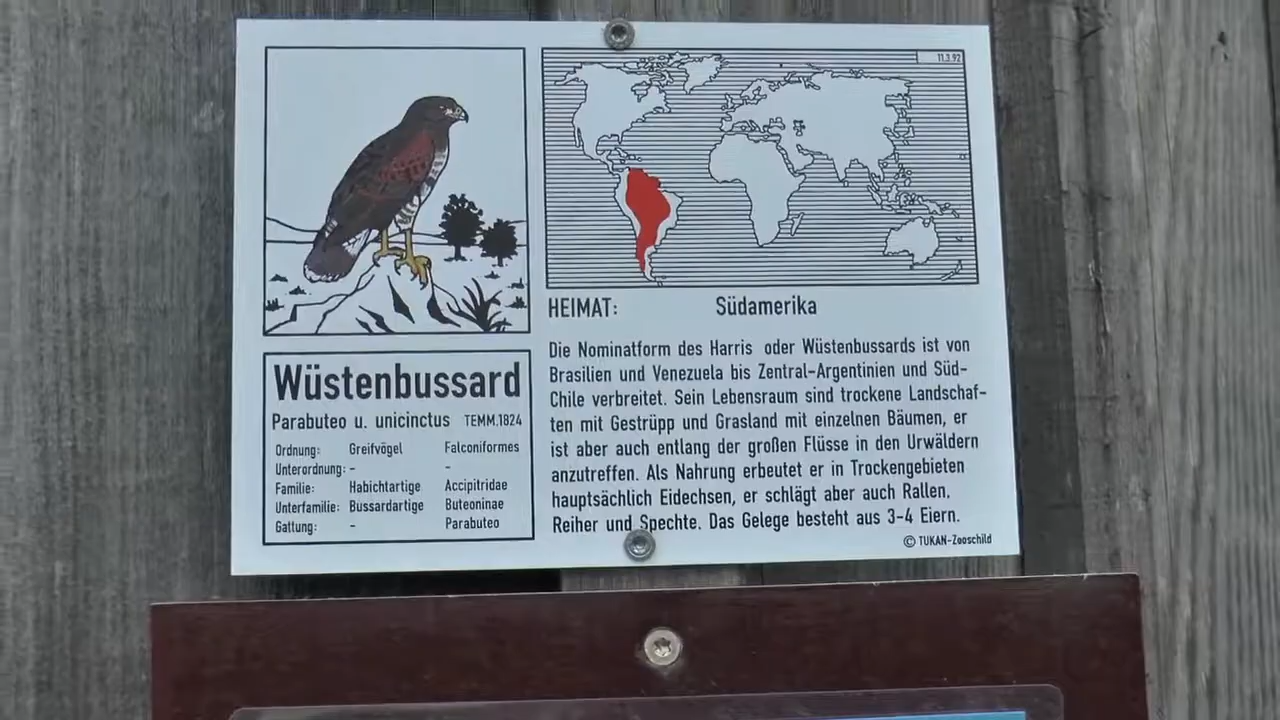 11.3.92
HEIMAT: Südamerika
Die Nominatform des Harris oder Wüstenbussards ist von
Brasilien und Venezuela bis Zentral-Argentinien und Süd-
Chile verbreitet. Sein Lebensraum sind trockene Landschaf-
ten mit Gestrüpp und Grasland mit einzelnen Bäumen, er
ist aber auch entlang der großen Flüsse in den Urwäldern
anzutreffen. Als Nahrung erbeutet er in Trockengebieten
hauptsächlich Eidechsen, er schlägt aber auch Rallen,
Reiher und Spechte. Das Gelege besteht aus 3-4 Eiern.
© TUKAN-Zooschild
Wüstenbussard
Parabuteo u. unicinctus TEMM.1824
Ordnung: Greifvögel Falconiformes
Unterordnung: - -
Familie: Habichtartige Accipitridae
Unterfamilie: Bussardartige Buteoninae
Gattung: - Parabuteo